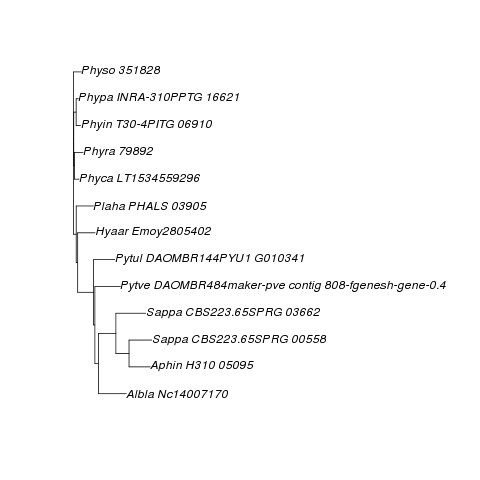 Physo 351828
Phypa INRA-310PPTG 16621
Phyin T30-4PITG 06910
Phyra 79892
Phyca LT1534559296
Plaha PHALS 03905
Hyaar Emoy2805402
Pytul DAOMBR144PYU1 G010341
Pytve DAOMBR484maker-pve contig 808-fgenesh-gene-0.4
Sappa CBS223.65SPRG 03662
Sappa CBS223.65SPRG 00558
Aphin H310 05095
Albla Nc14007170